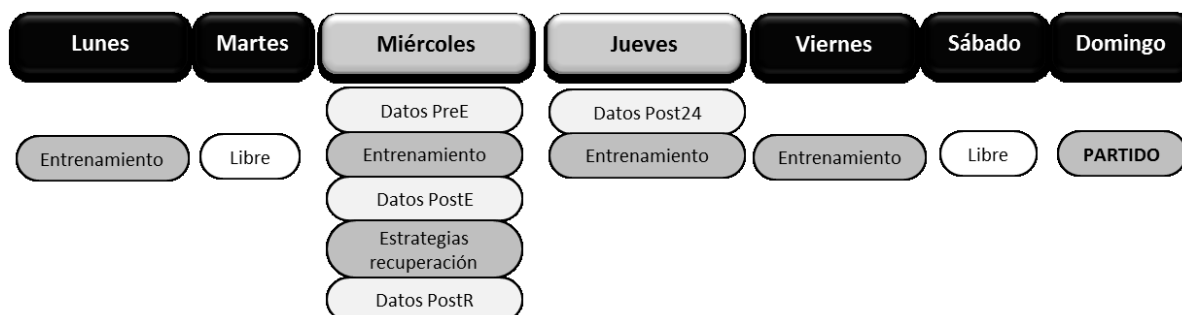 Lunes
Martes
Miércoles
Jueves
Viernes
Sábado
Domingo
Datos PreE
Datos Post24
Entrenamiento
Libre
Entrenamiento
Entrenamiento
Entrenamiento
Libre
PARTIDO
Datos PostE
Estrategias
recuperación
Datos PostR